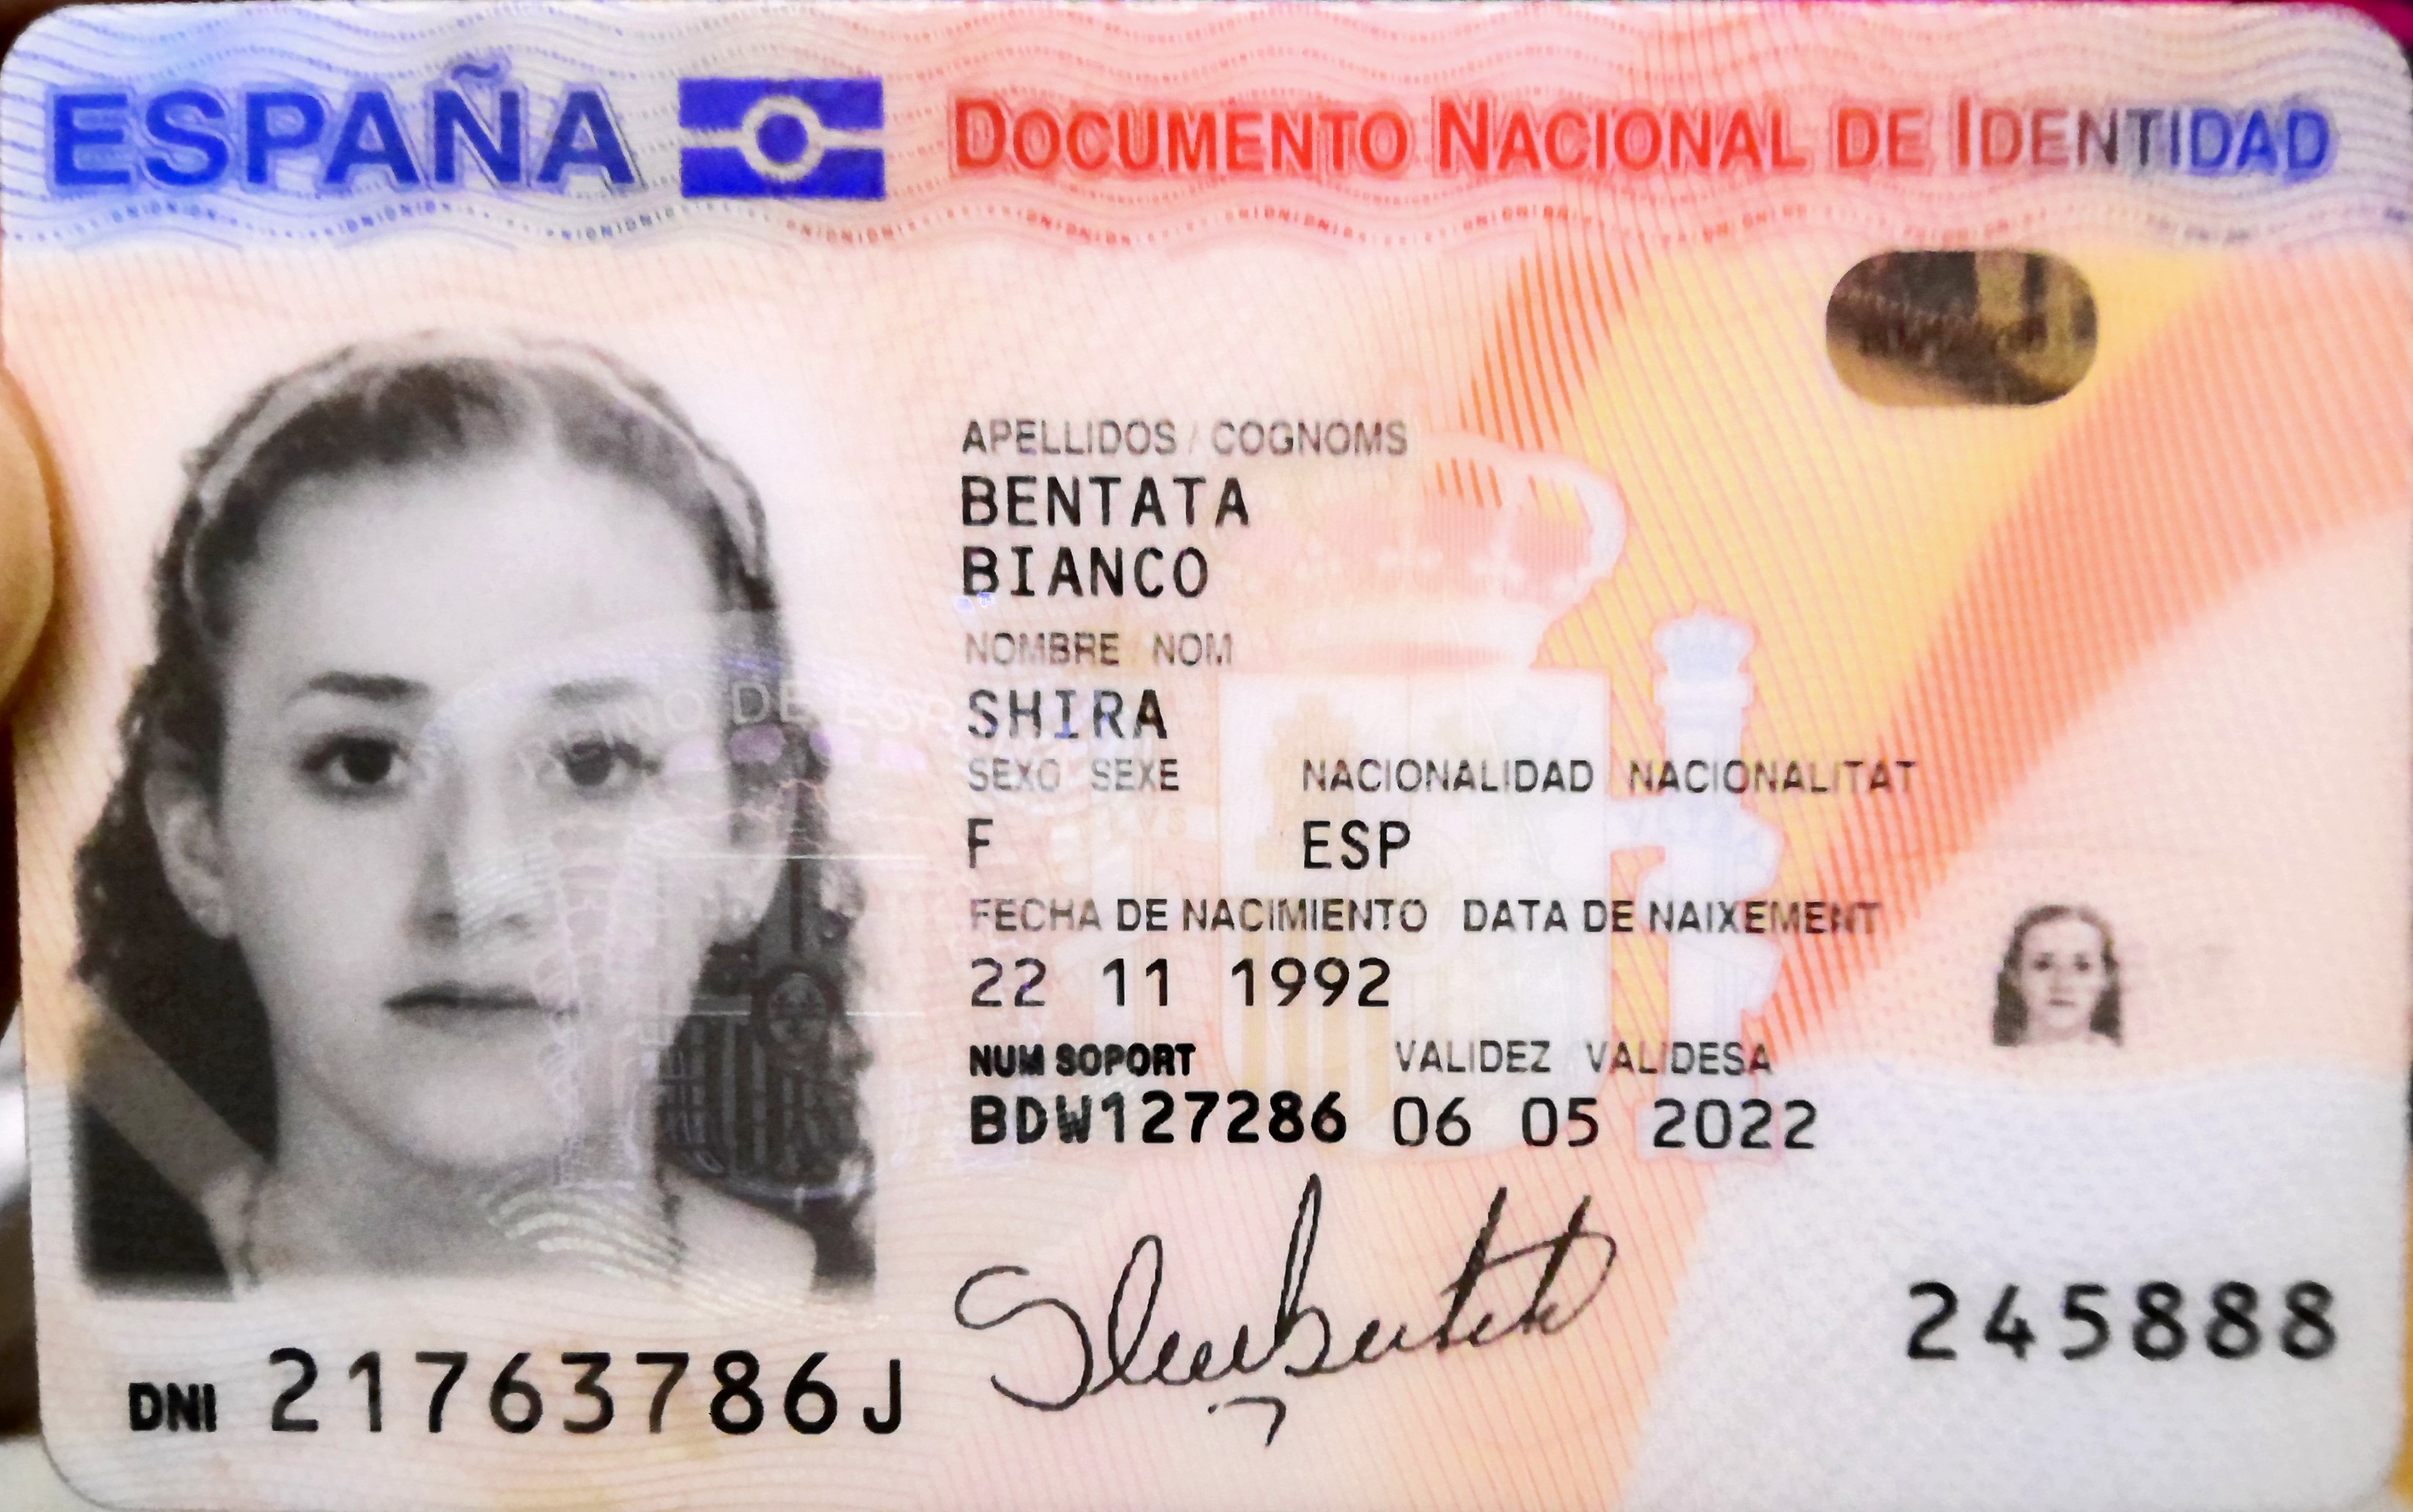 ESPAÑA DOCUMENTO NACIONAL DE IDENTIDAD
APELLIDOS / COGNOMS
BENTATA
BIANCO
NOMBRE NOM
SHIRA
SEXO SEXE NACIONALIDAD NACIONALITAT
F ESP
FECHA DE NACIMIENTO DATA DE NAIXEMENT
22 11 1992
NUM SOPORT VALIDEZ VALIDESA
BDW127286 06 05 2022
245888
DNI 21763786J